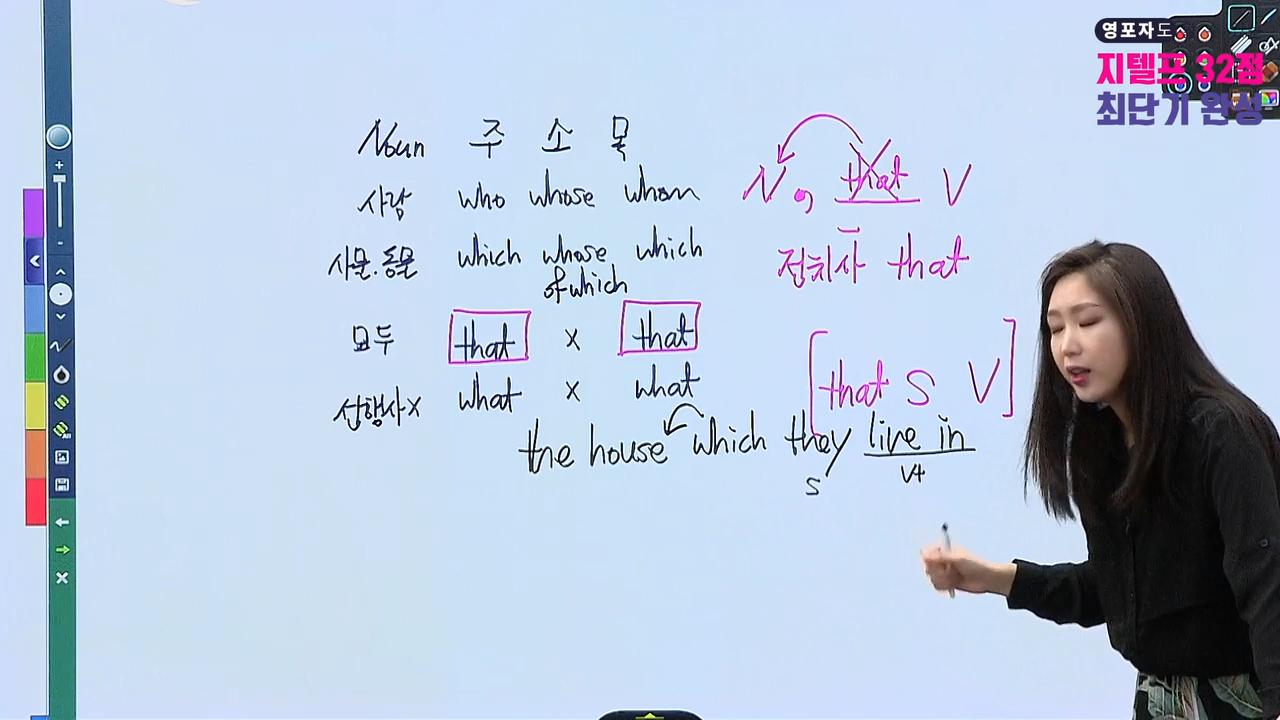 영포자도
지텔프 32점
최단기 완성
Noun 주 소 목
사람 who whose whom
사물.동물 which whose which
of which
모두 that x that
선행사x what x what
N , that V
전치사 that
[that S V]
the house which they live in
S V+